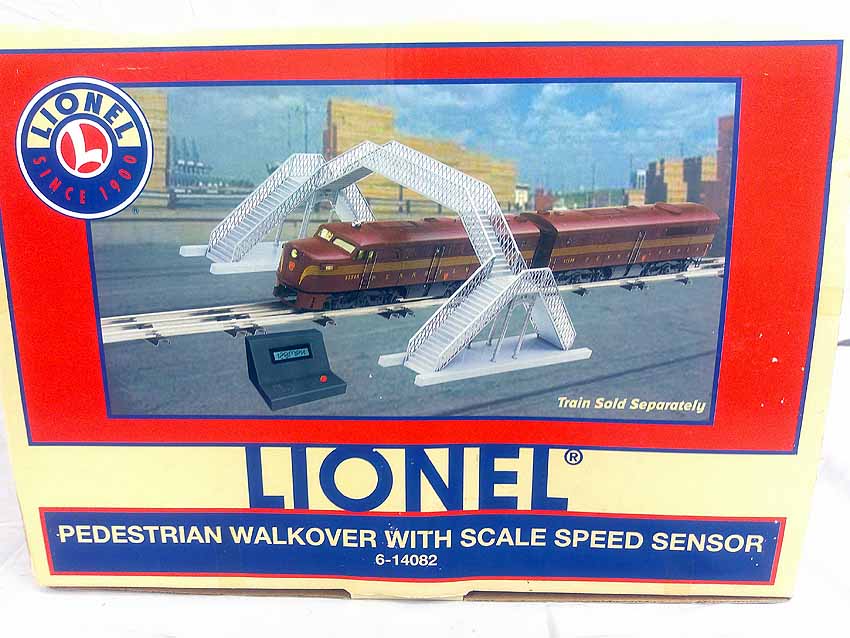 LIONEL
L
SINCE 1900
Train Sold Separately
LIONEL®
PEDESTRIAN WALKOVER WITH SCALE SPEED SENSOR
6-14082